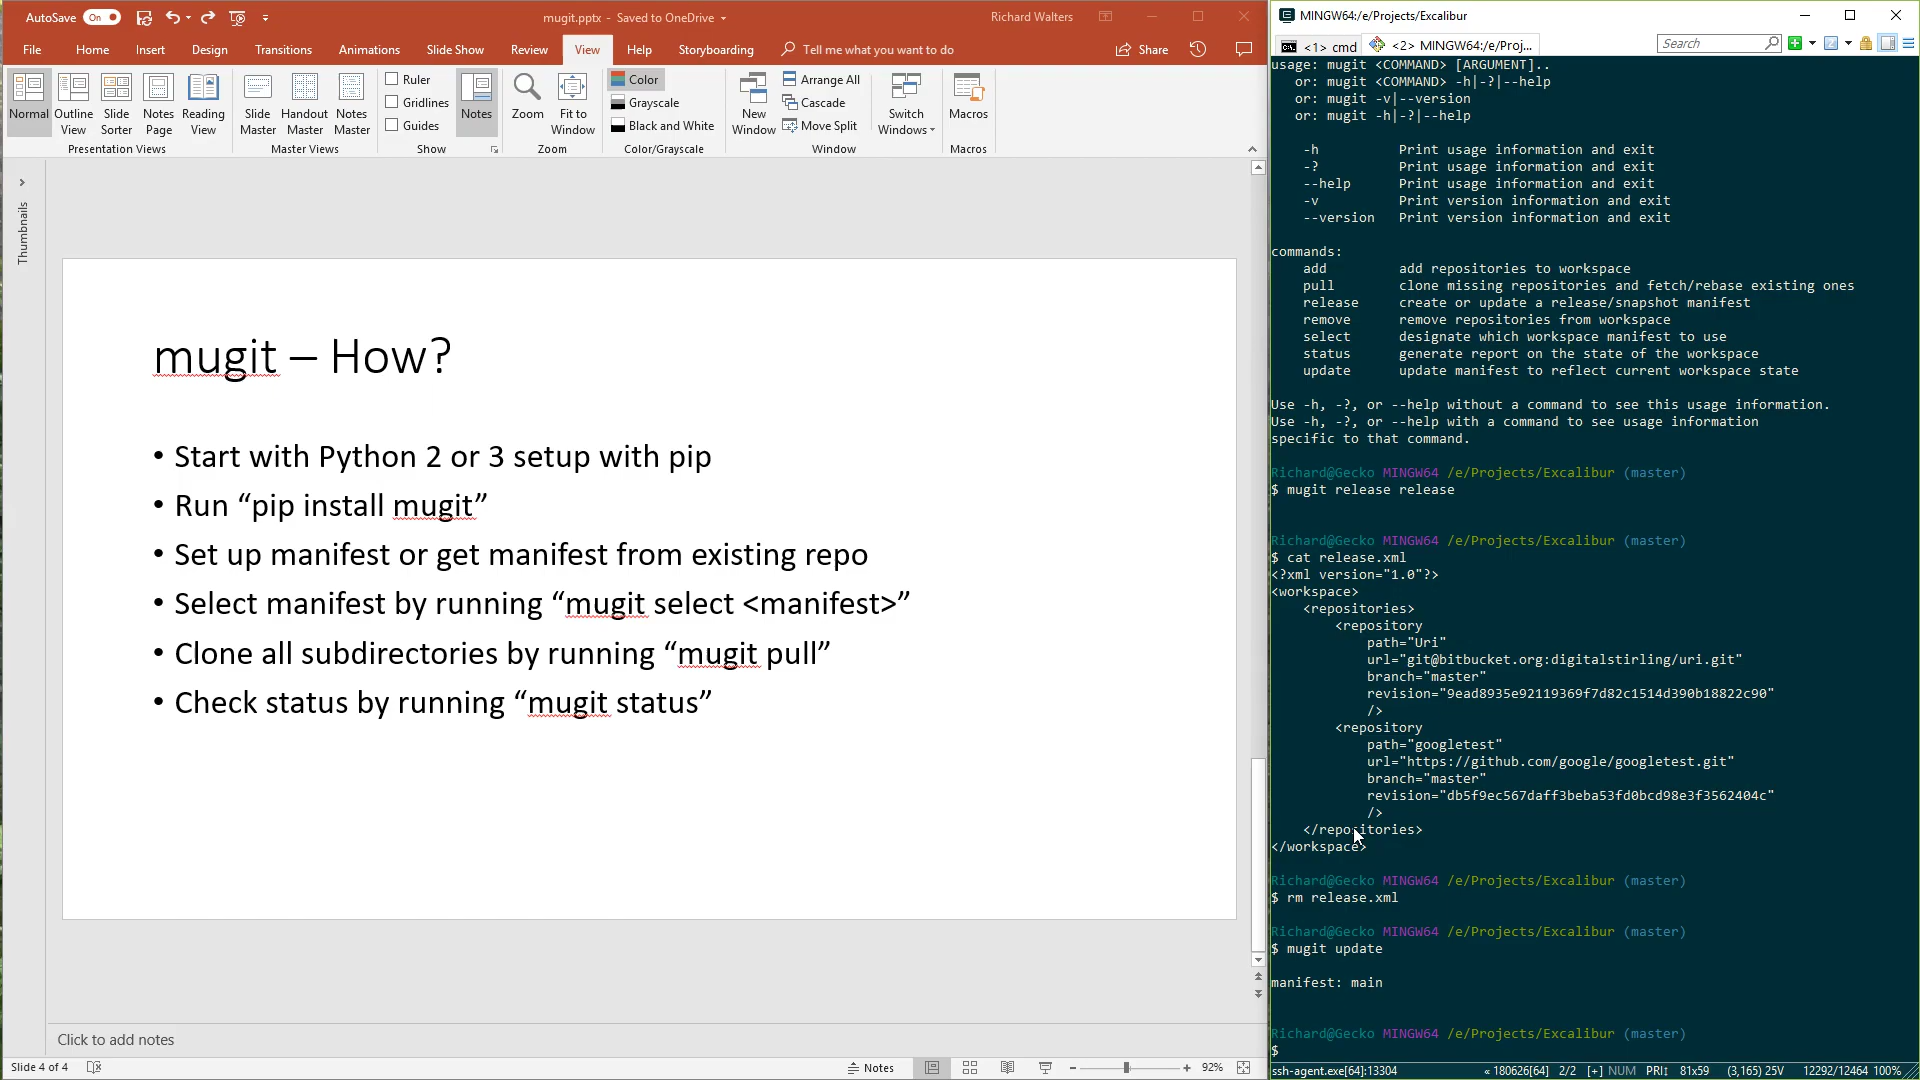 AutoSave On mugit.pptx - Saved to OneDrive Richard Walters
File Home Insert Design Transitions Animations Slide Show Review View Help Storyboarding Tell me what you want to do Share
Normal Outline View Slide Sorter Notes Page Reading View
Presentation Views
Slide Master Handout Master Notes Master
Master Views
Ruler
Gridlines
Guides
Show
Notes
Zoom Fit to Window
Zoom
Color
Grayscale
Black and White
Color/Grayscale
New Window
Arrange All
Cascade
Move Split
Switch Windows
Window
Macros
Macros
Thumbnails
mugit – How?
• Start with Python 2 or 3 setup with pip
• Run “pip install mugit”
• Set up manifest or get manifest from existing repo
• Select manifest by running “mugit select <manifest>”
• Clone all subdirectories by running “mugit pull”
• Check status by running “mugit status”
Click to add notes
Slide 4 of 4 Notes 92%
MINGW64:/e/Projects/Excalibur
<1> cmd <2> MINGW64:/e/Proj... Search
usage: mugit <COMMAND> [ARGUMENT]..
or: mugit <COMMAND> -h|-?|--help
or: mugit -v|--version
or: mugit -h|-?|--help
-h Print usage information and exit
-? Print usage information and exit
--help Print usage information and exit
-v Print version information and exit
--version Print version information and exit
commands:
add add repositories to workspace
pull clone missing repositories and fetch/rebase existing ones
release create or update a release/snapshot manifest
remove remove repositories from workspace
select designate which workspace manifest to use
status generate report on the state of the workspace
update update manifest to reflect current workspace state
Use -h, -?, or --help without a command to see this usage information.
Use -h, -?, or --help with a command to see usage information
specific to that command.
Richard@Gecko MINGW64 /e/Projects/Excalibur (master)
$ mugit release release
Richard@Gecko MINGW64 /e/Projects/Excalibur (master)
$ cat release.xml
<?xml version="1.0"?>
<workspace>
<repositories>
<repository
path="Uri"
url="git@bitbucket.org:digitalstirling/uri.git"
branch="master"
revision="9ead8935e92119369f7d82c1514d390b18822c90"
/>
<repository
path="googletest"
url="https://github.com/google/googletest.git"
branch="master"
revision="db5f9ec567daff3beba53fd0bcd98e3f3562404c"
/>
</repositories>
</workspace>
Richard@Gecko MINGW64 /e/Projects/Excalibur (master)
$ rm release.xml
Richard@Gecko MINGW64 /e/Projects/Excalibur (master)
$ mugit update
manifest: main
Richard@Gecko MINGW64 /e/Projects/Excalibur (master)
$
ssh-agent.exe[64]:13304 « 180626[64] 2/2 [+] NUM PRI↕ 81x59 (3,165) 25V 12292/12464 100%